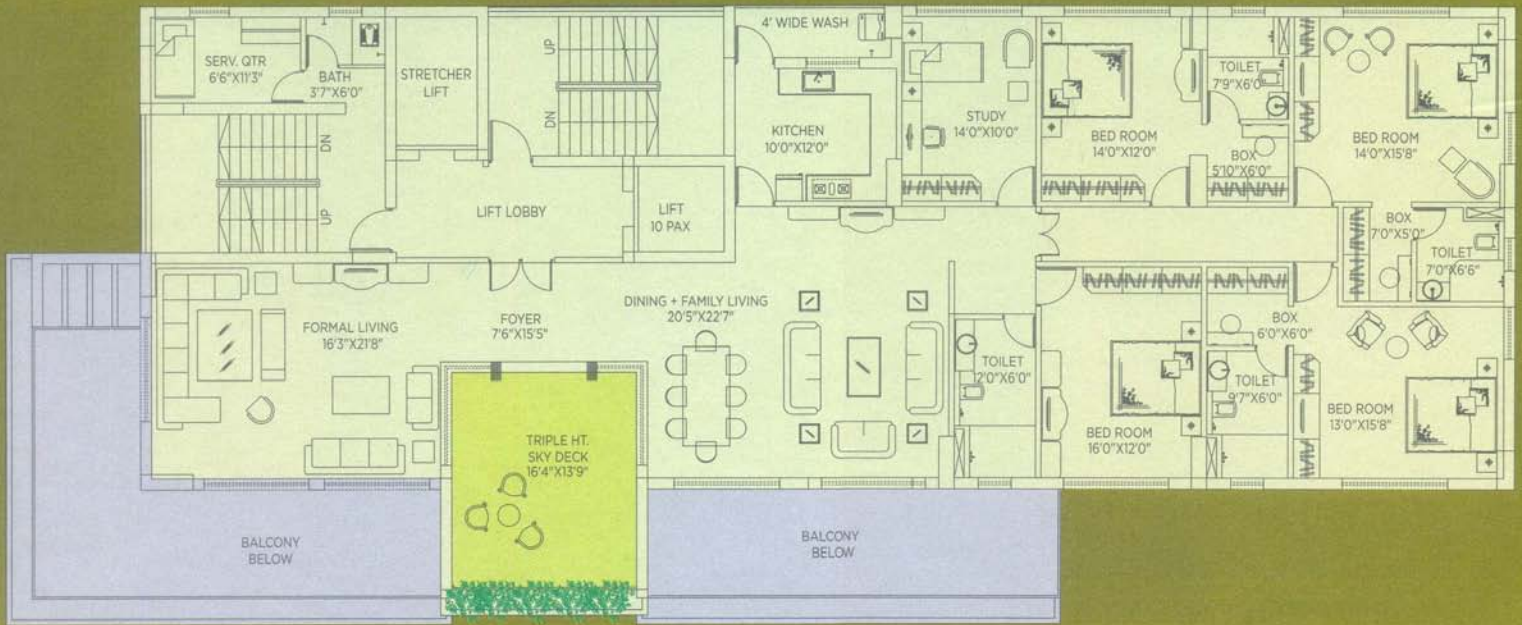 SERV. QTR
6'6"X11'3"
BATH
3'7"X6'0"
STRETCHER
LIFT
UP
DN
4' WIDE WASH
KITCHEN
10'0"X12'0"
STUDY
14'0"X10'0"
BED ROOM
14'0"X12'0"
TOILET
7'9"X6'0"
BOX
5'10"X6'0"
BED ROOM
14'0"X15'8"
DN
UP
LIFT LOBBY
LIFT
10 PAX
BOX
7'0"X5'0"
TOILET
7'0"X6'6"
FORMAL LIVING
16'3"X21'8"
FOYER
7'6"X15'5"
DINING + FAMILY LIVING
20'5"X22'7"
TOILET
12'0"X6'0"
BED ROOM
16'0"X12'0"
BOX
6'0"X6'0"
TOILET
9'7"X6'0"
BED ROOM
13'0"X15'8"
TRIPLE HT.
SKY DECK
16'4"X13'9"
BALCONY
BELOW
BALCONY
BELOW